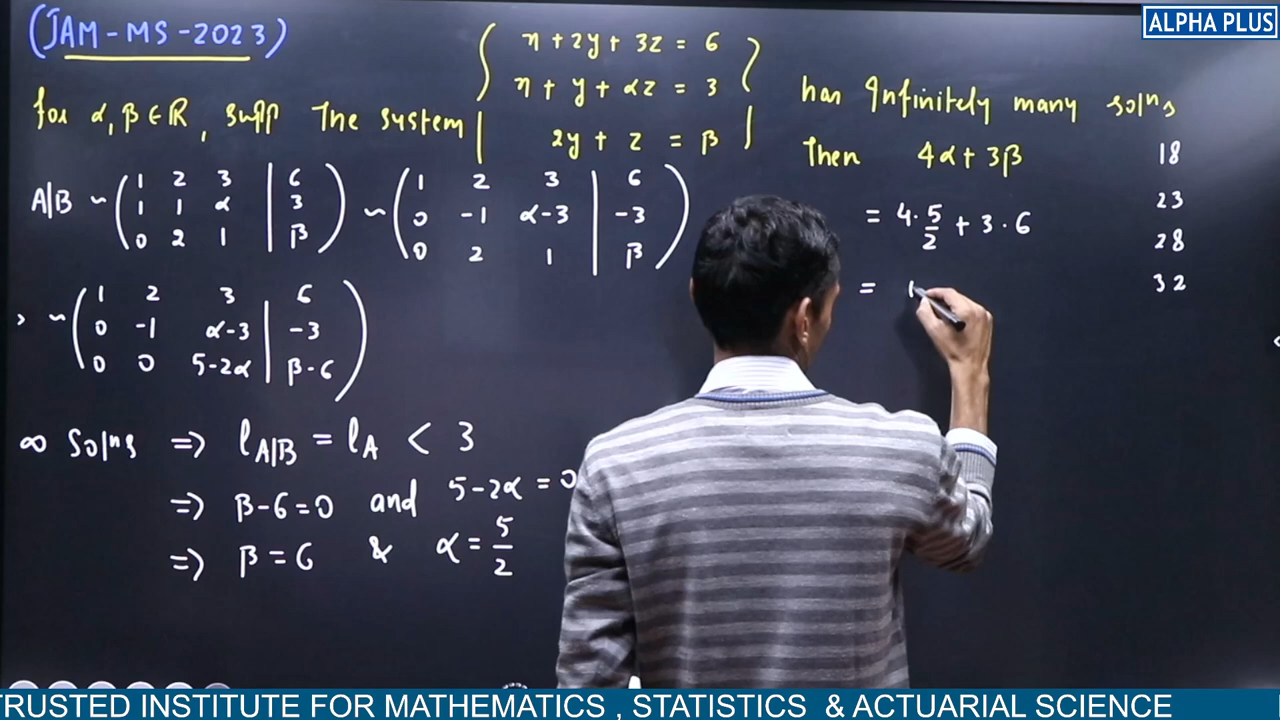 (JAM-MS-2023)
ALPHA PLUS
for α, β ∈ ℝ, supp The system
x + 2y + 3z = 6
x + y + αz = 3
2y + z = β
has Infinitely many solns
Then 4α + 3β
18
23
28
32
A|B ~ ( 1 2 3 | 6
1 1 α | 3
0 2 1 | β ) ~ ( 1 2 3 | 6
0 -1 α-3 | -3
0 2 1 | β )
~ ( 1 2 3 | 6
0 -1 α-3 | -3
0 0 5-2α | β-6 )
∞ Solns => ρA|B = ρA < 3
=> β-6=0 and 5-2α = 0
=> β = 6 & α = 5/2
= 4·5/2 + 3·6
=
TRUSTED INSTITUTE FOR MATHEMATICS , STATISTICS & ACTUARIAL SCIENCE